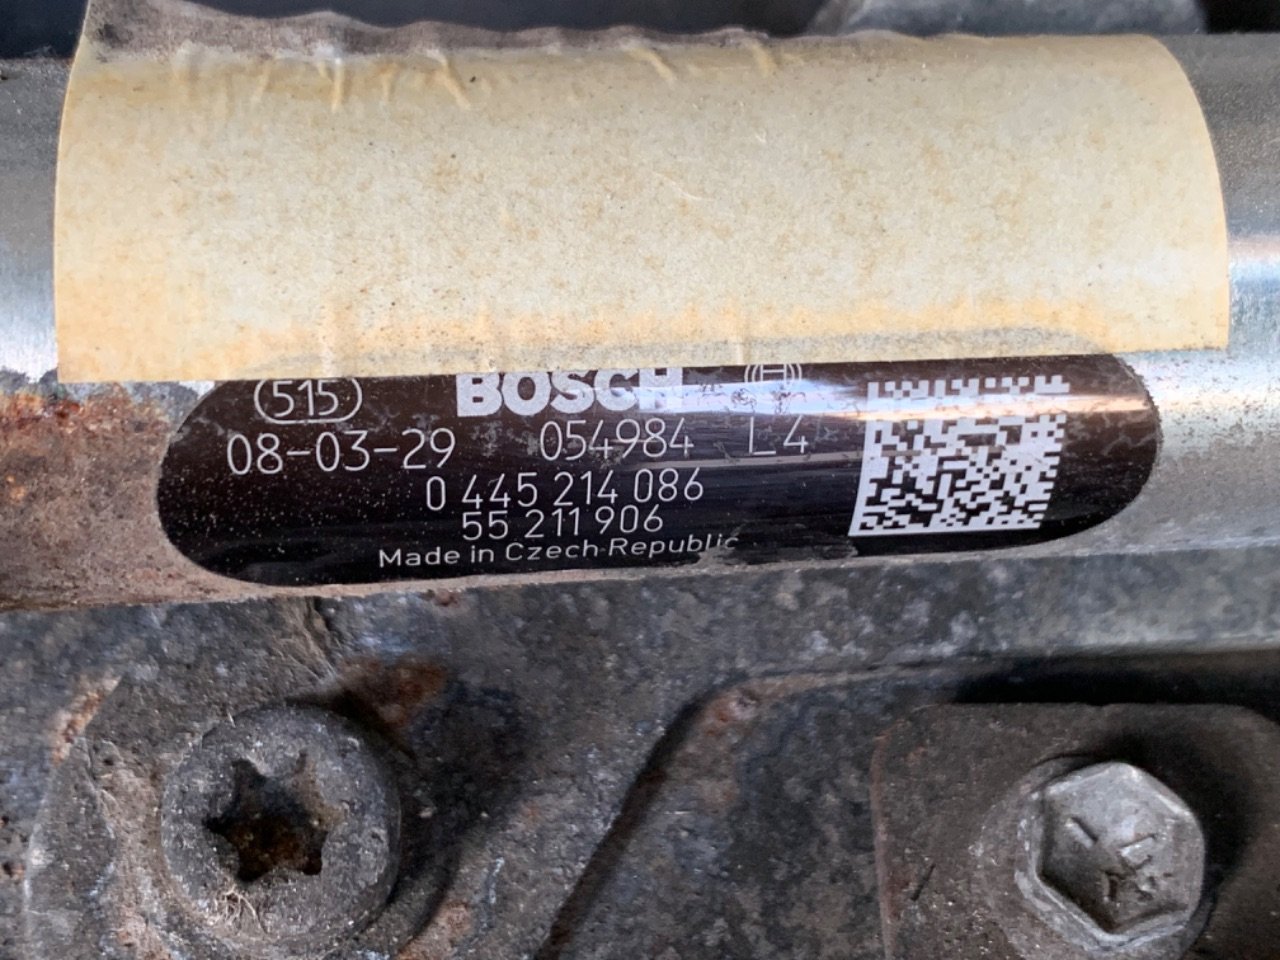 515 BOSCH
08-03-29 054984 L4
0 445 214 086
55 211 906
Made in Czech Republic